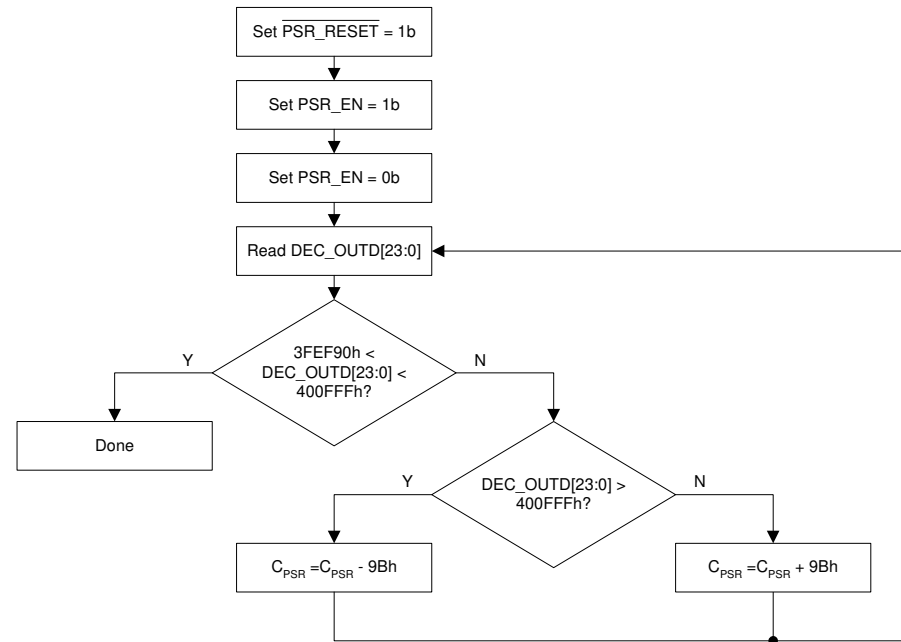 Set PSR_RESET = 1b
Set PSR_EN = 1b
Set PSR_EN = 0b
Read DEC_OUTD[23:0]
Y
3FEF90h <
DEC_OUTD[23:0] <
400FFFh?
N
Done
Y
DEC_OUTD[23:0] >
400FFFh?
N
CPSR =CPSR - 9Bh
CPSR =CPSR + 9Bh